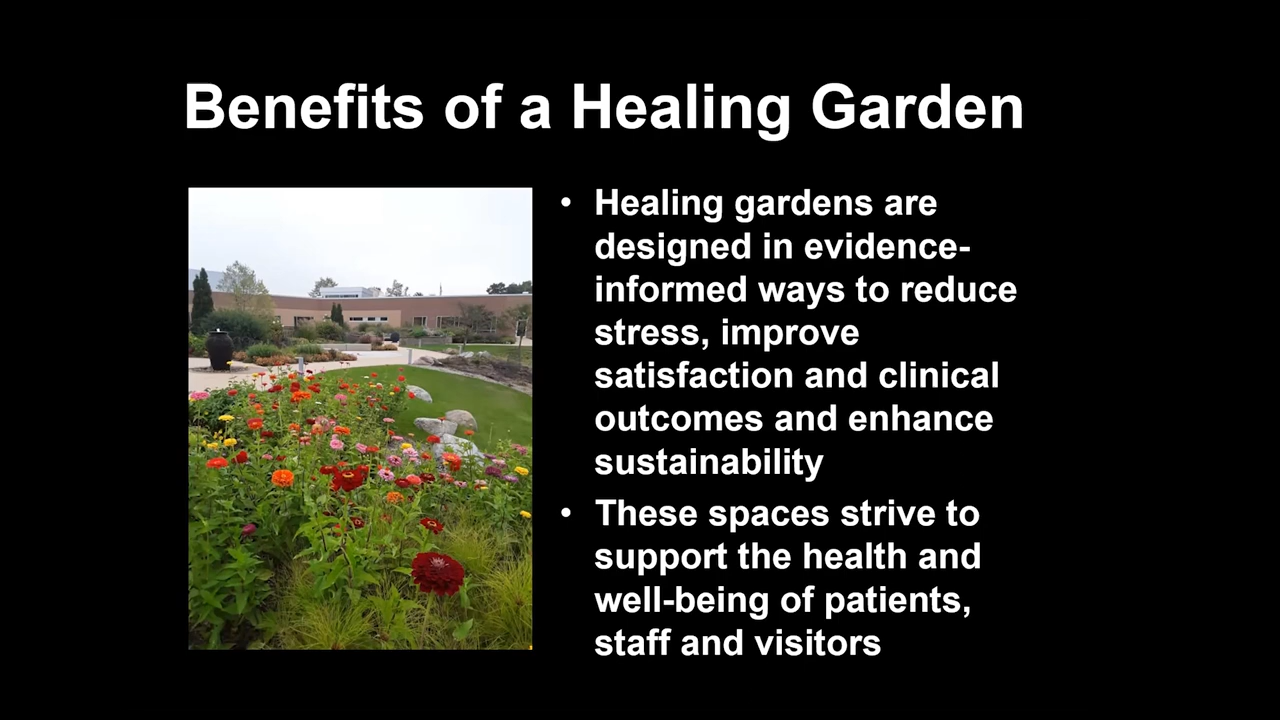 Benefits of a Healing Garden
• Healing gardens are
designed in evidence-
informed ways to reduce
stress, improve
satisfaction and clinical
outcomes and enhance
sustainability
• These spaces strive to
support the health and
well-being of patients,
staff and visitors